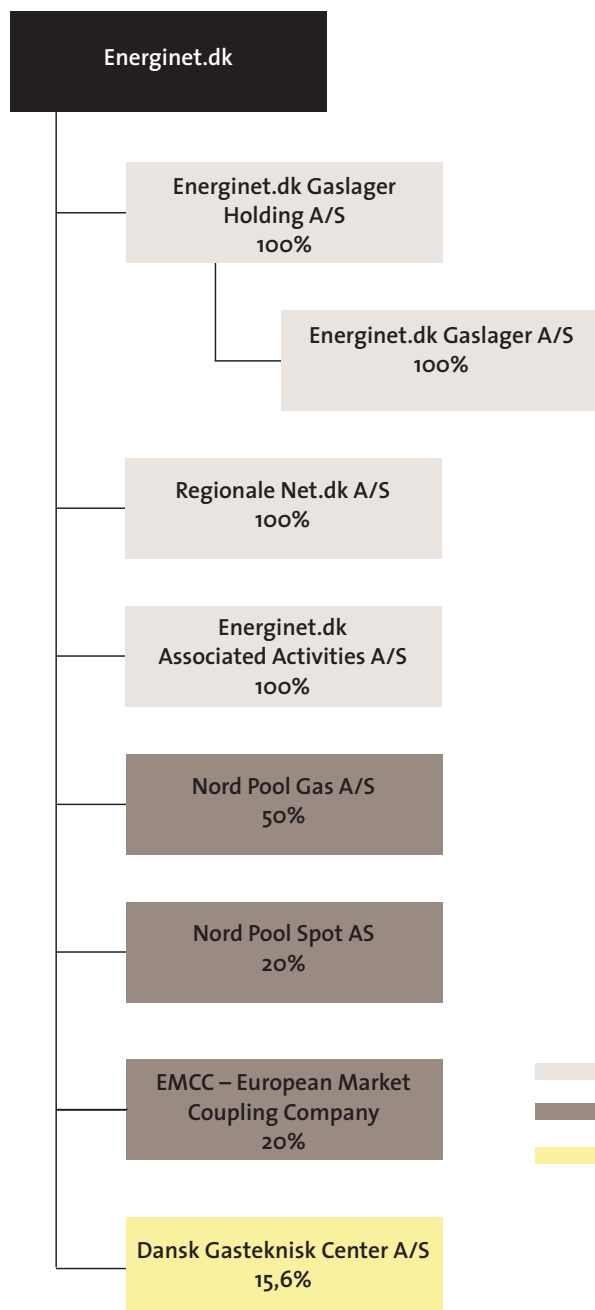 Energinet.dk
Energinet.dk Gaslager
Holding A/S
100%
Energinet.dk Gaslager A/S
100%
Regionale Net.dk A/S
100%
Energinet.dk
Associated Activities A/S
100%
Nord Pool Gas A/S
50%
Nord Pool Spot AS
20%
EMCC – European Market
Coupling Company
20%
Dansk Gasteknisk Center A/S
15,6%